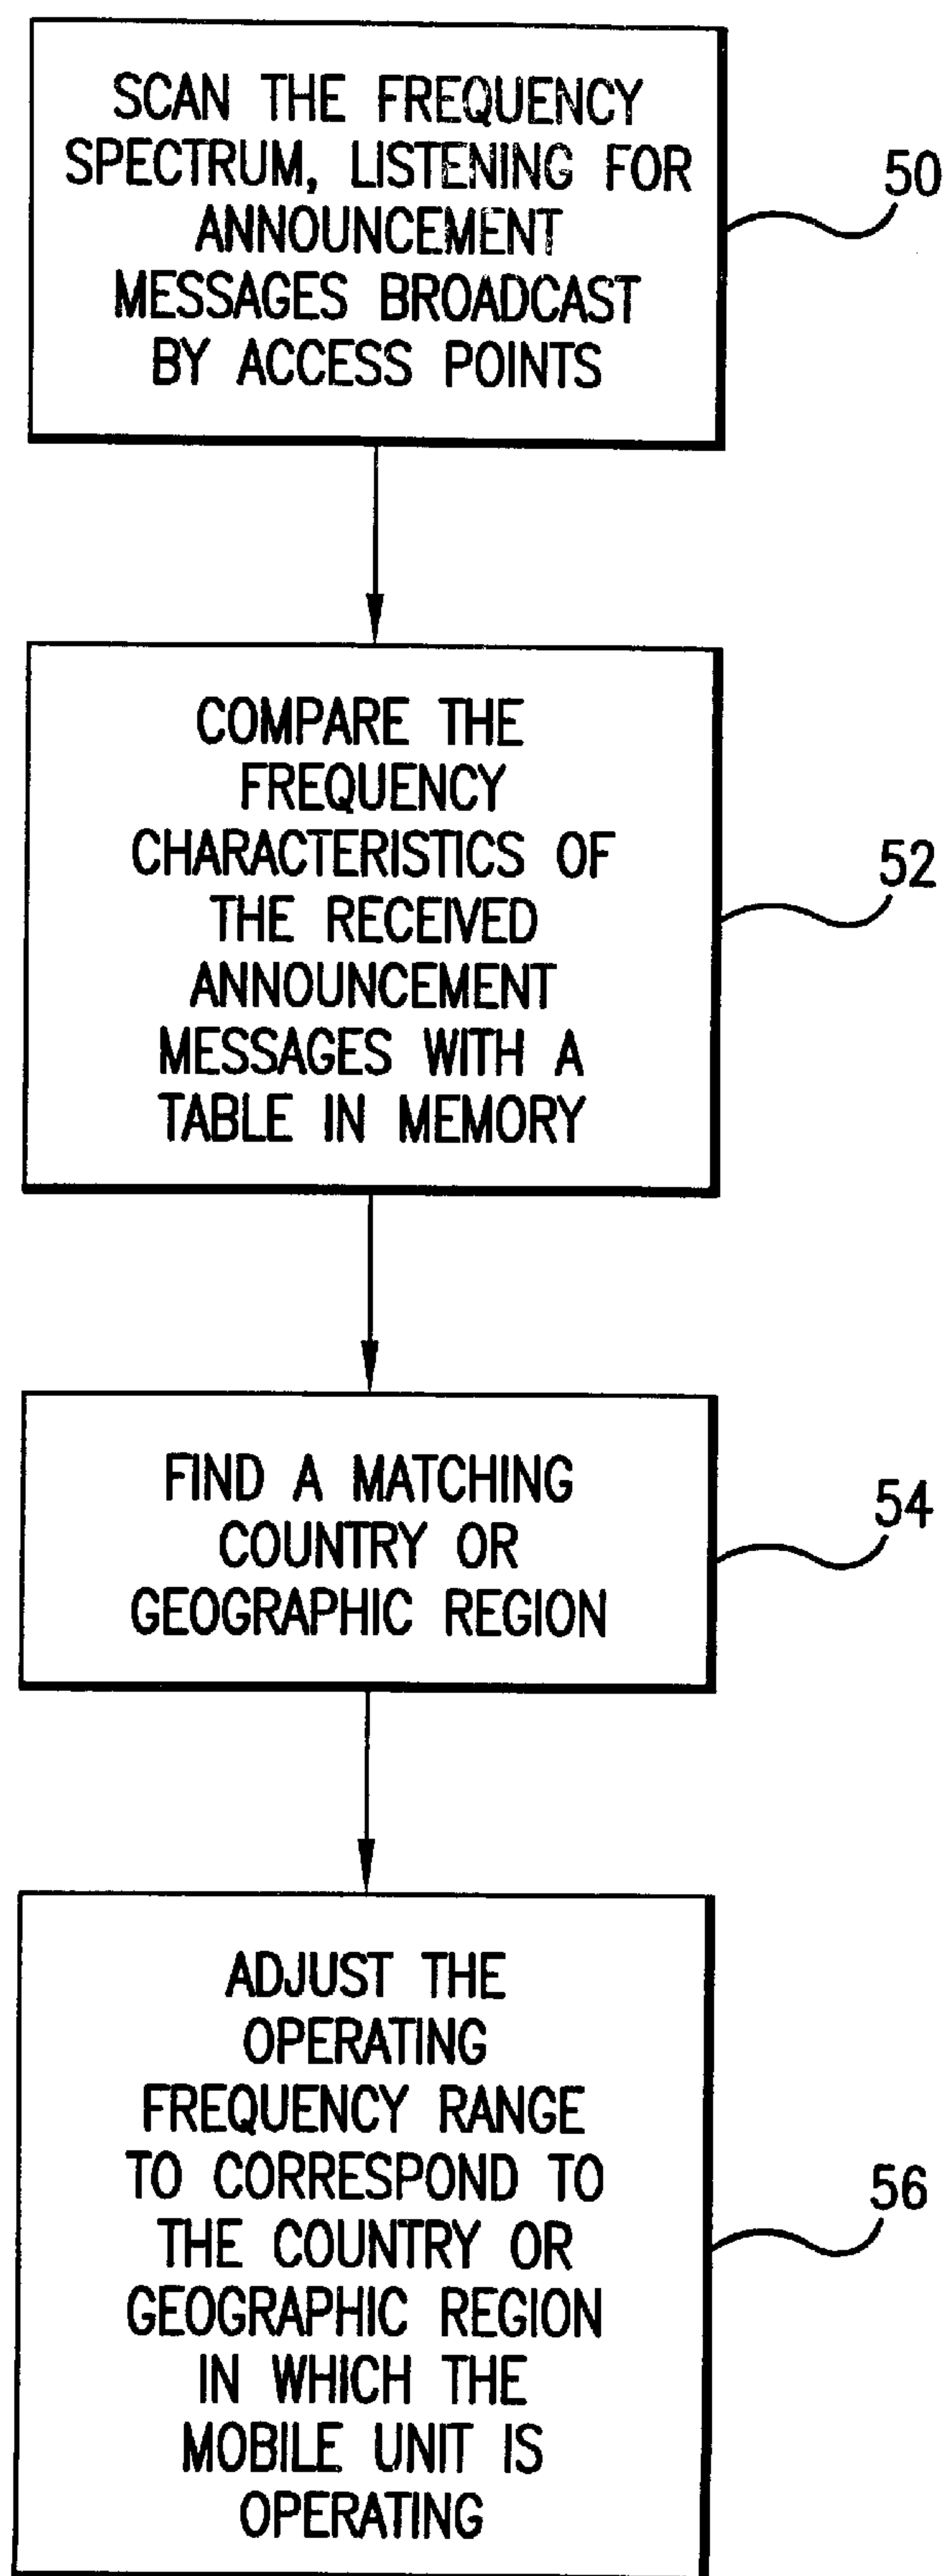 SCAN THE FREQUENCY
SPECTRUM, LISTENING FOR
ANNOUNCEMENT
MESSAGES BROADCAST
BY ACCESS POINTS
50
COMPARE THE
FREQUENCY
CHARACTERISTICS OF
THE RECEIVED
ANNOUNCEMENT
MESSAGES WITH A
TABLE IN MEMORY
52
FIND A MATCHING
COUNTRY OR
GEOGRAPHIC REGION
54
ADJUST THE
OPERATING
FREQUENCY RANGE
TO CORRESPOND TO
THE COUNTRY OR
GEOGRAPHIC REGION
IN WHICH THE
MOBILE UNIT IS
OPERATING
56